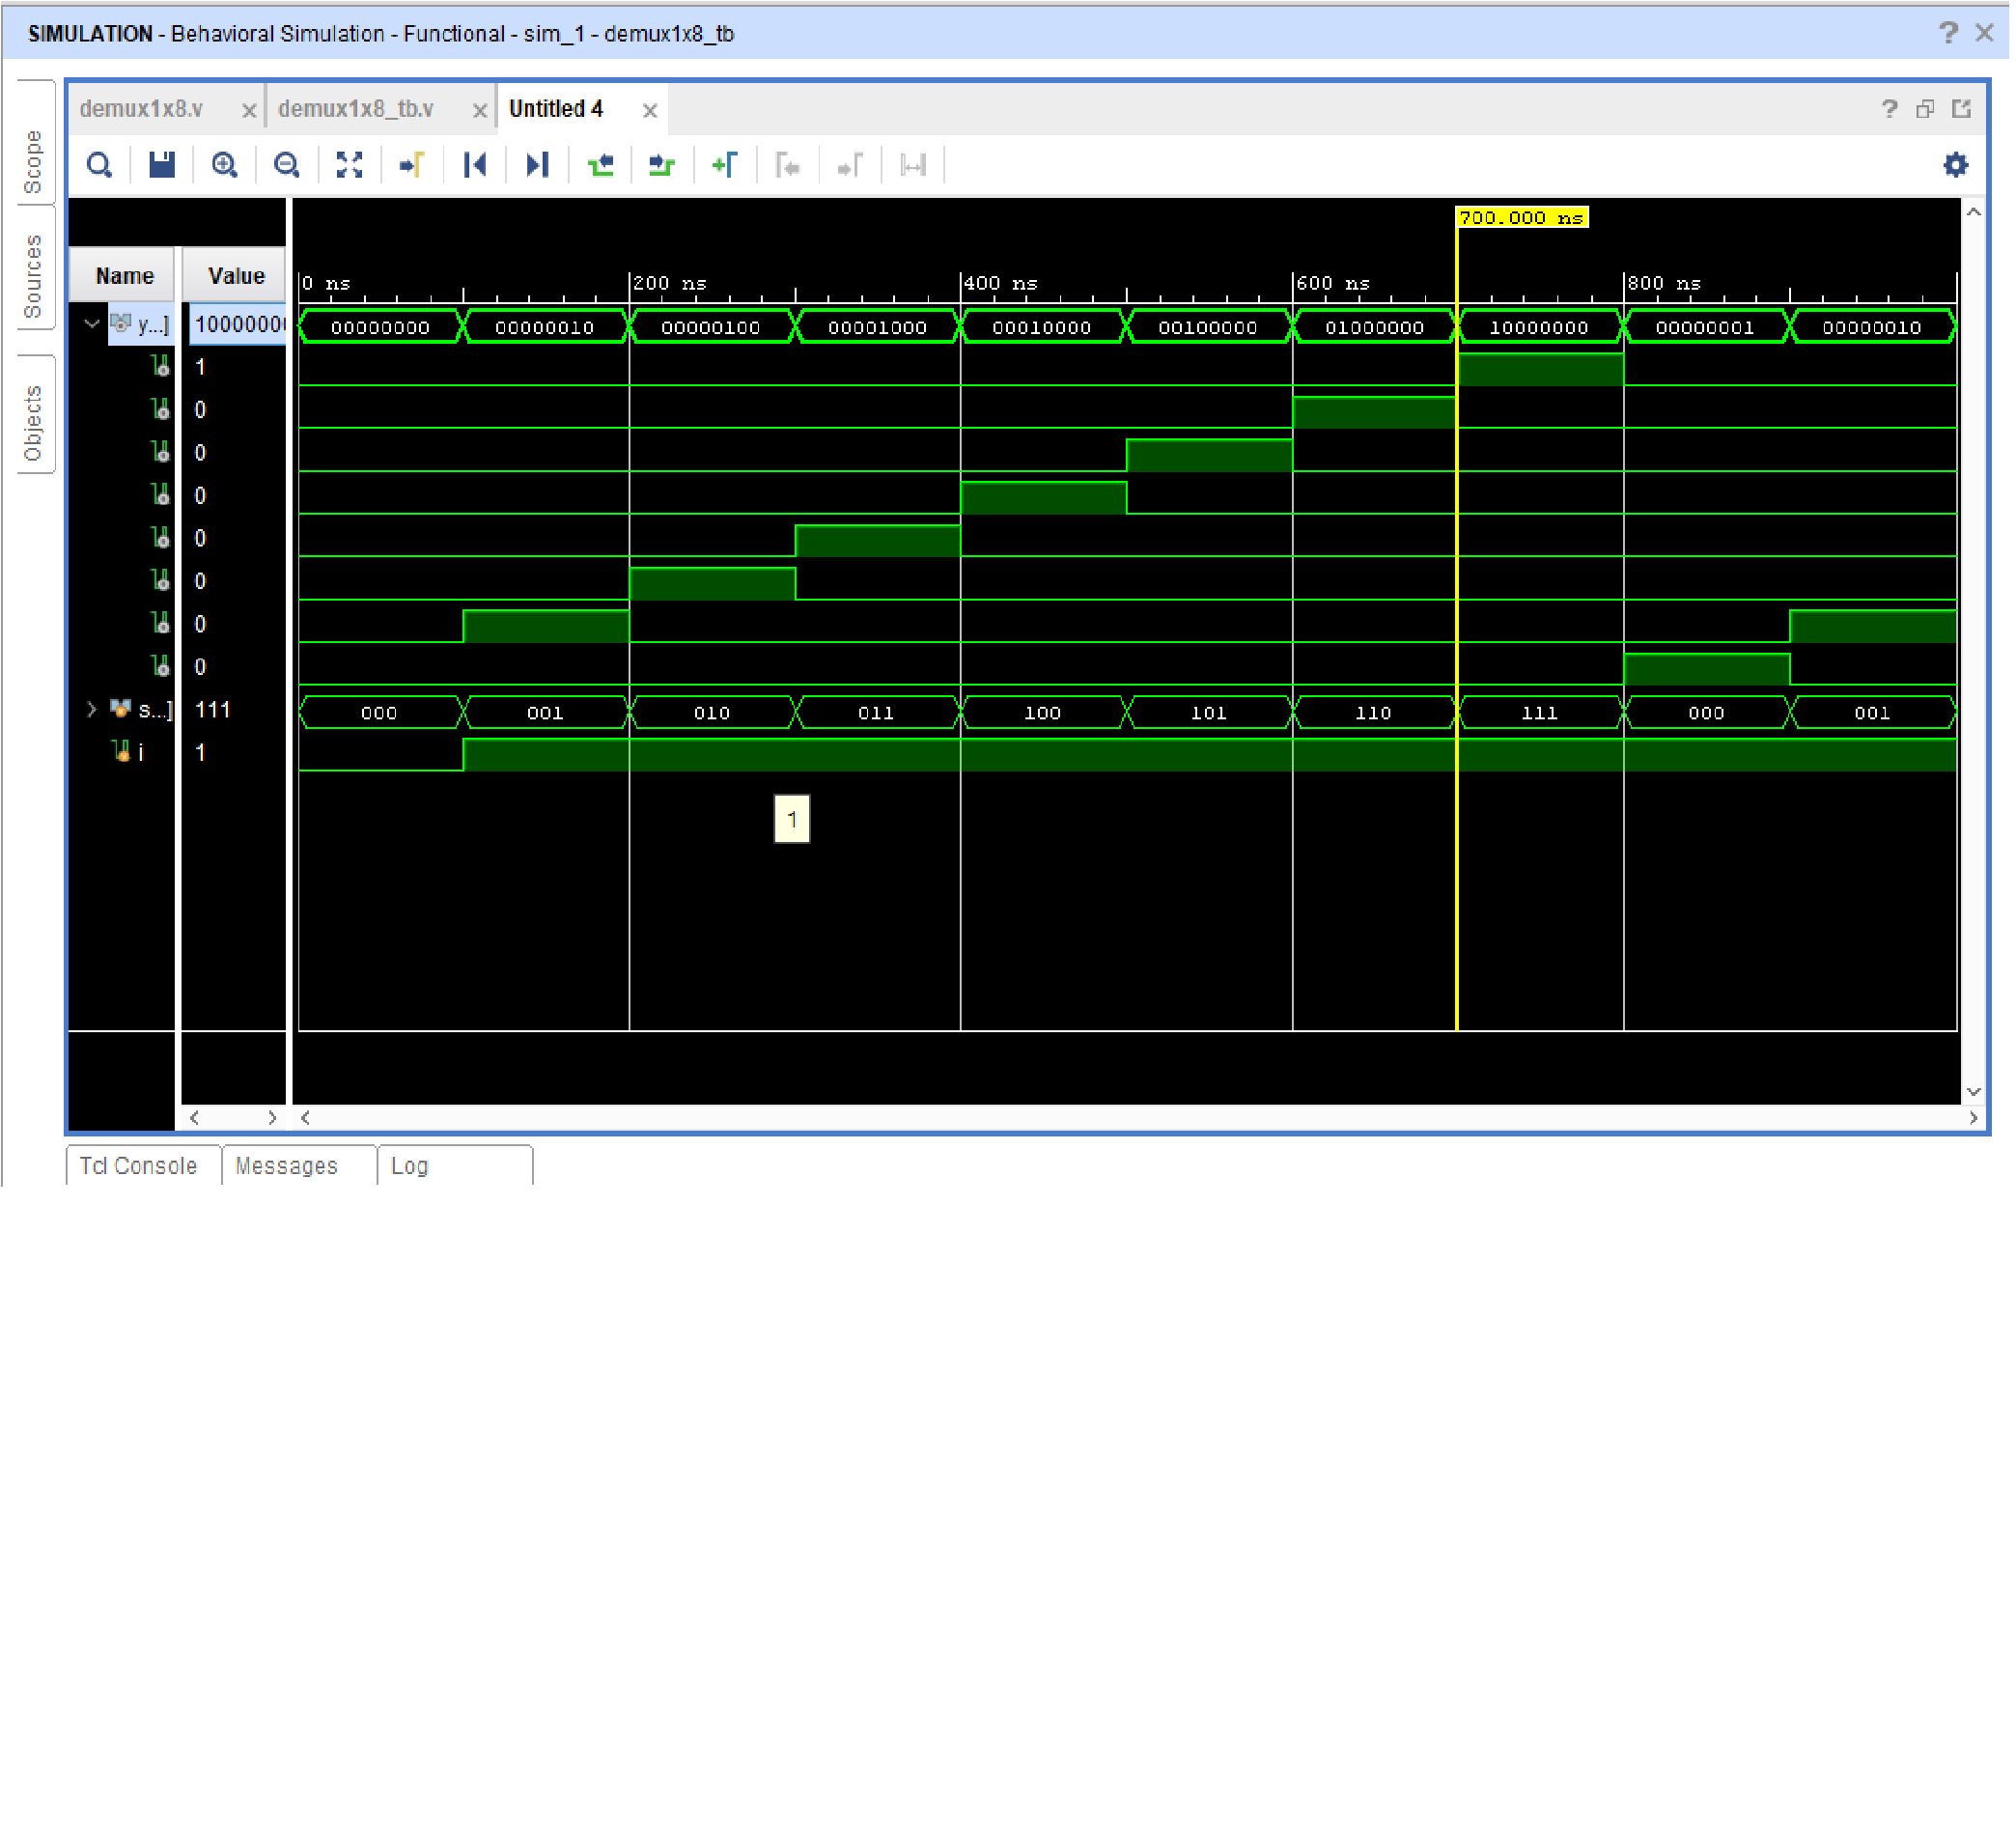 SIMULATION - Behavioral Simulation - Functional - sim_1 - demux1x8_tb
Scope
Sources
Objects
demux1x8.v
demux1x8_tb.v
Untitled 4
700.000 ns
Name Value
0 ns 200 ns 400 ns 600 ns 800 ns
y...] 10000000 00000000 00000010 00000100 00001000 00010000 00100000 01000000 10000000 00000001 00000010
1
0
0
0
0
0
0
0
s...] 111 000 001 010 011 100 101 110 111 000 001
i 1
1
Tcl Console Messages Log